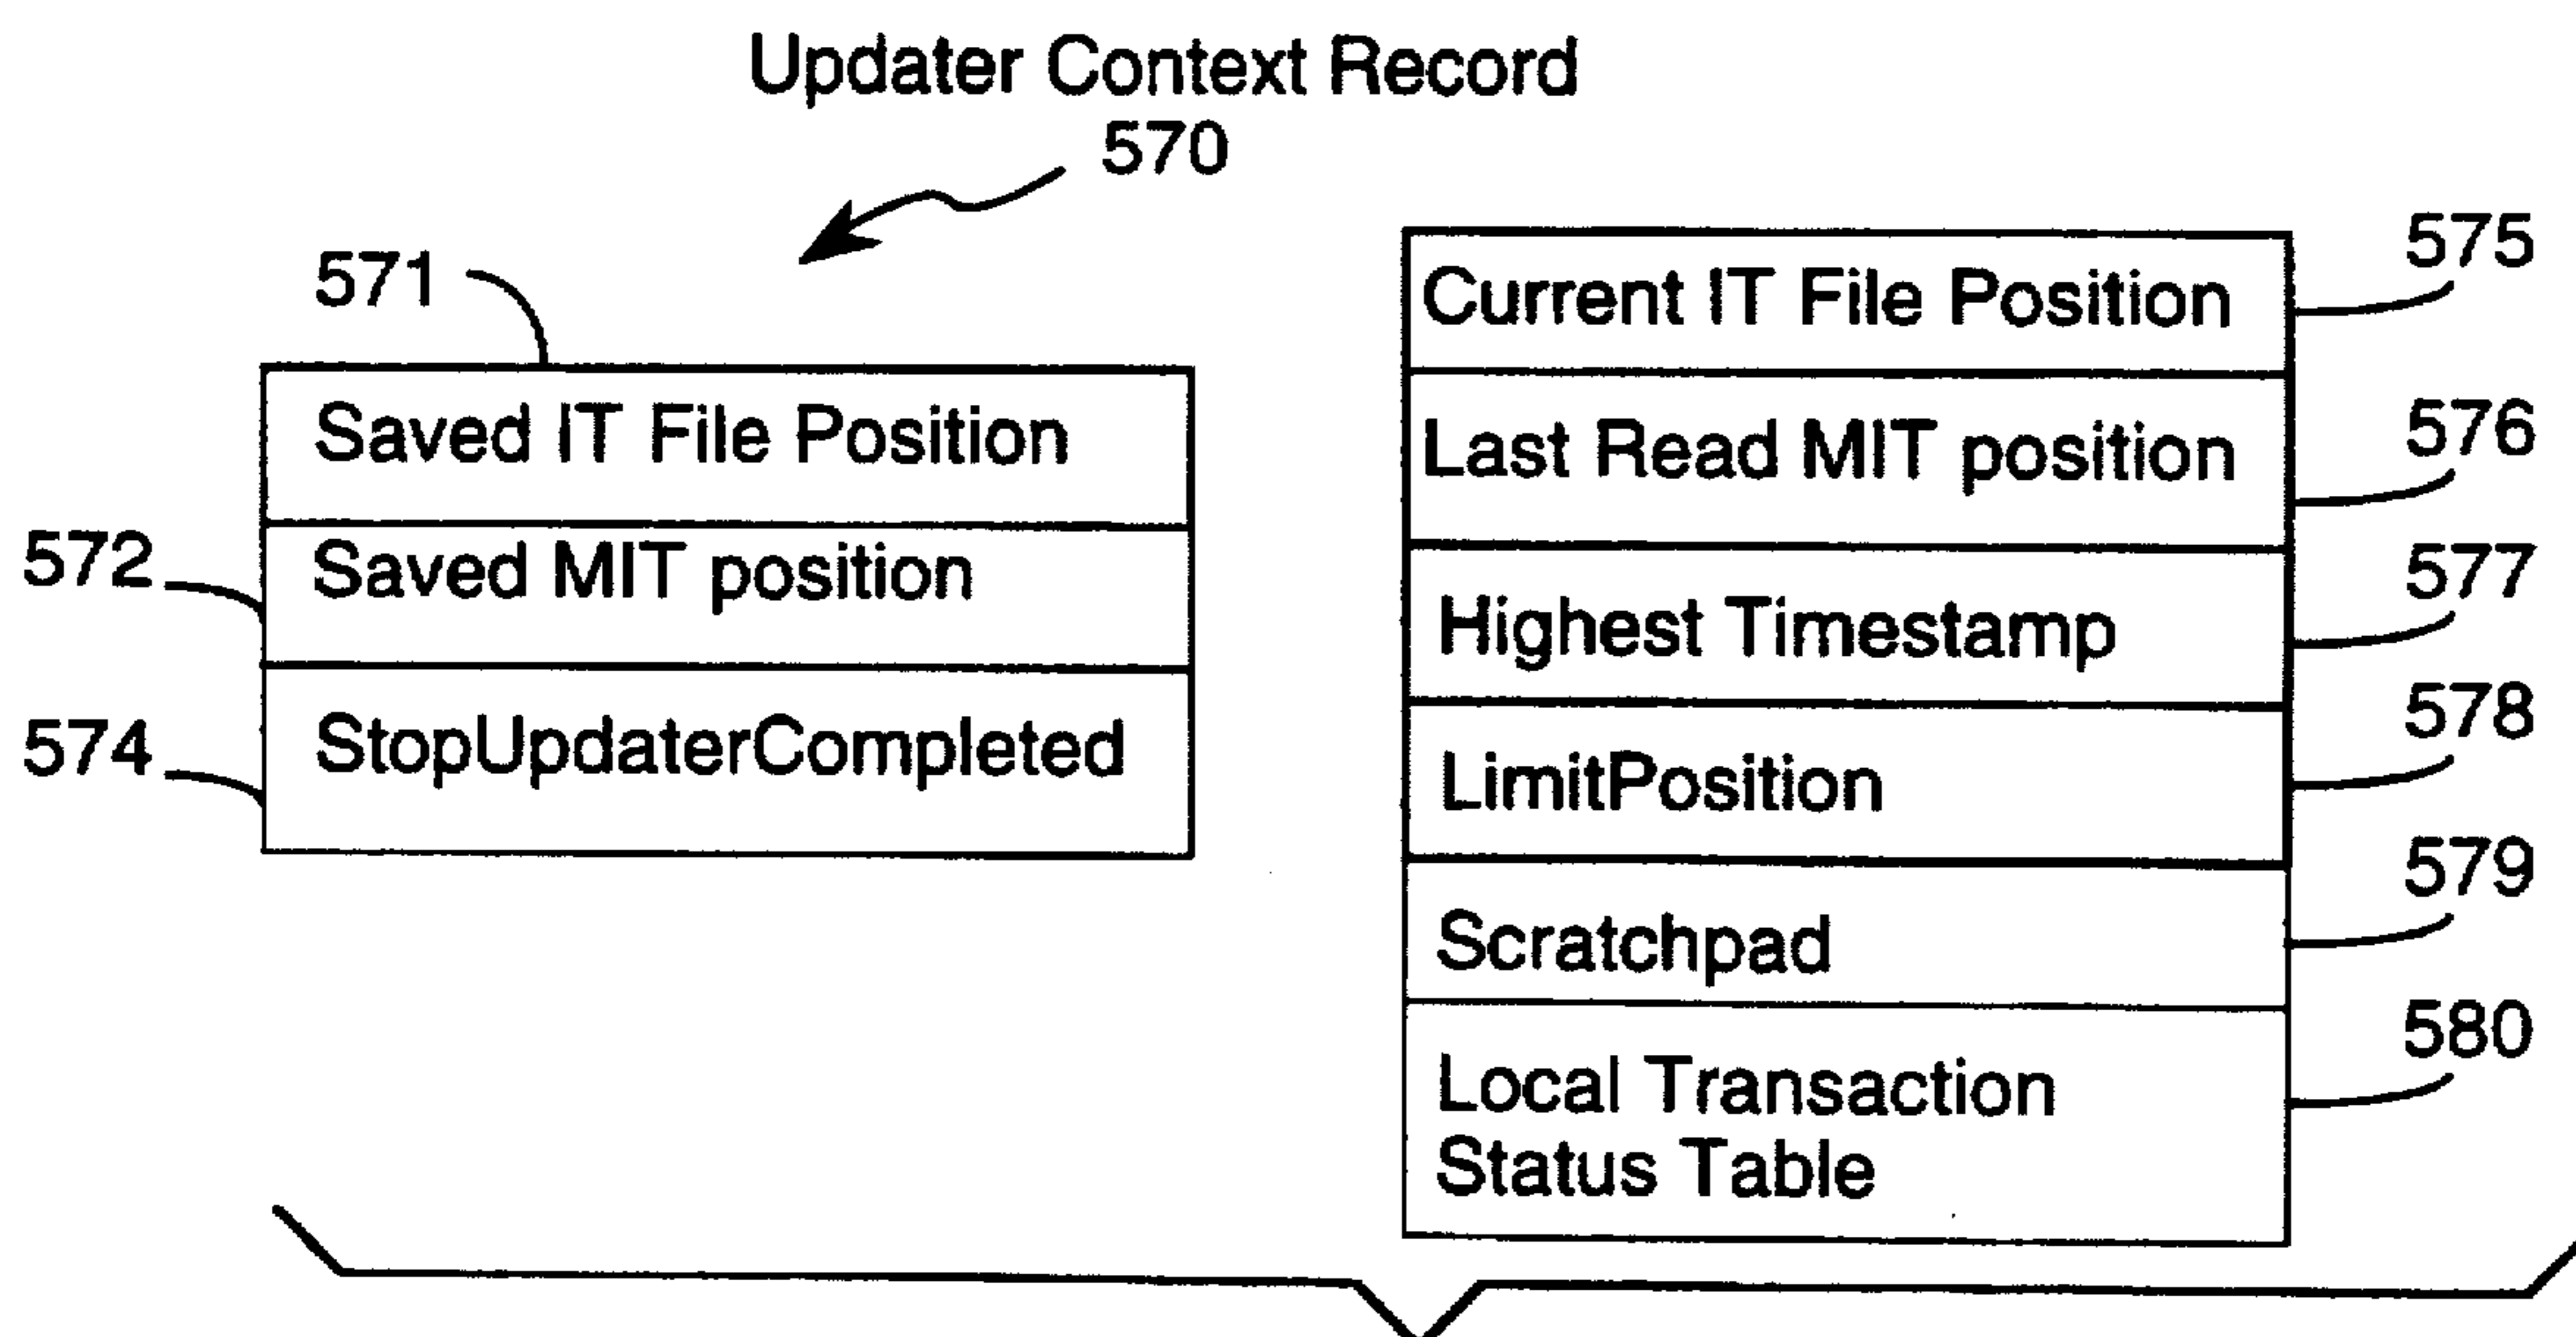 Updater Context Record
570
571
Saved IT File Position
572
Saved MIT position
574
StopUpdaterCompleted
575
Current IT File Position
576
Last Read MIT position
577
Highest Timestamp
578
LimitPosition
579
Scratchpad
580
Local Transaction
Status Table